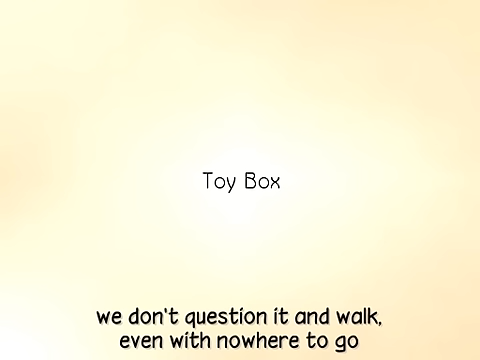 Toy Box
we don't question it and walk,
even with nowhere to go